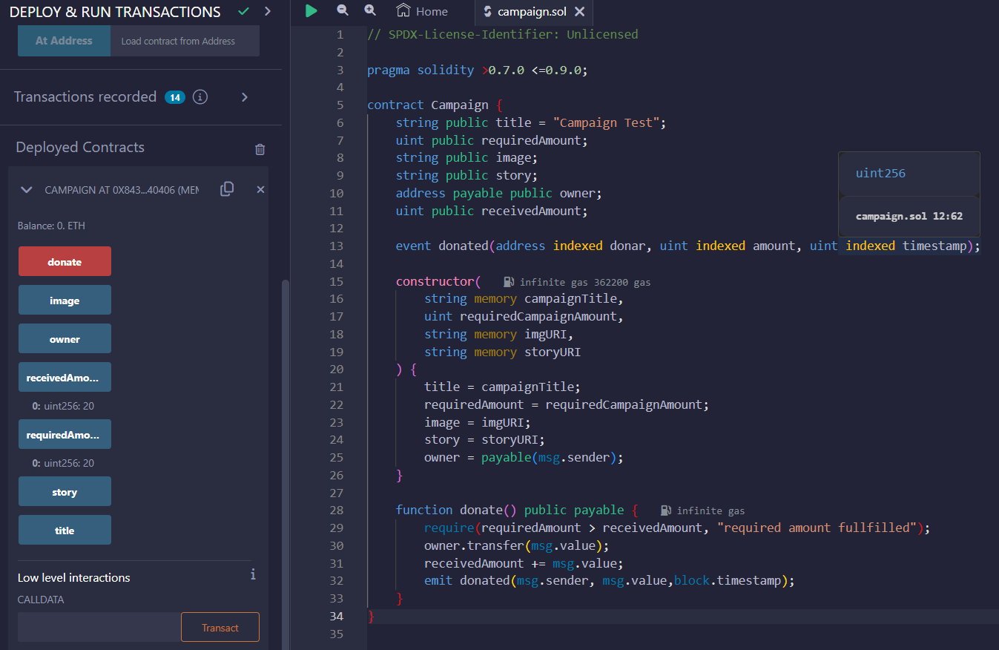 DEPLOY & RUN TRANSACTIONS
At Address
Load contract from Address
Transactions recorded 14 i
Deployed Contracts
CAMPAIGN AT 0X843...40406 (MEM
Balance: 0. ETH
donate
image
owner
receivedAmo...
0: uint256: 20
requiredAmo...
0: uint256: 20
story
title
Low level interactions i
CALLDATA
Transact
Home
campaign.sol
1 // SPDX-License-Identifier: Unlicensed
2
3 pragma solidity >0.7.0 <=0.9.0;
4
5 contract Campaign {
6 string public title = "Campaign Test";
7 uint public requiredAmount;
8 string public image;
9 string public story;
10 address payable public owner;
11 uint public receivedAmount;
12
13 event donated(address indexed donar, uint indexed amount, uint indexed timestamp);
14
15 constructor( infinite gas 362200 gas
16 string memory campaignTitle,
17 uint requiredCampaignAmount,
18 string memory imgURI,
19 string memory storyURI
20 ) {
21 title = campaignTitle;
22 requiredAmount = requiredCampaignAmount;
23 image = imgURI;
24 story = storyURI;
25 owner = payable(msg.sender);
26 }
27
28 function donate() public payable { infinite gas
29 require(requiredAmount > receivedAmount, "required amount fullfilled");
30 owner.transfer(msg.value);
31 receivedAmount += msg.value;
32 emit donated(msg.sender, msg.value,block.timestamp);
33 }
34 }
35
uint256
campaign.sol 12:62